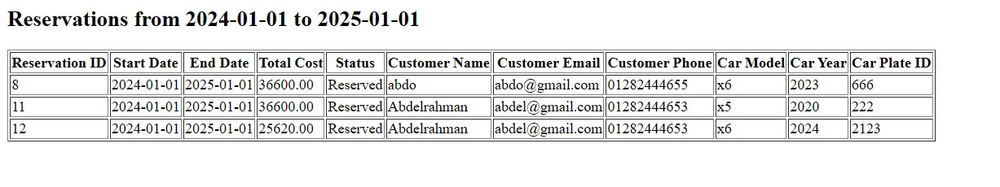 Reservations from 2024-01-01 to 2025-01-01
Reservation ID Start Date End Date Total Cost Status Customer Name Customer Email Customer Phone Car Model Car Year Car Plate ID
8 2024-01-01 2025-01-01 36600.00 Reserved abdo abdo@gmail.com 01282444655 x6 2023 666
11 2024-01-01 2025-01-01 36600.00 Reserved Abdelrahman abdel@gmail.com 01282444653 x5 2020 222
12 2024-01-01 2025-01-01 25620.00 Reserved Abdelrahman abdel@gmail.com 01282444653 x6 2024 2123